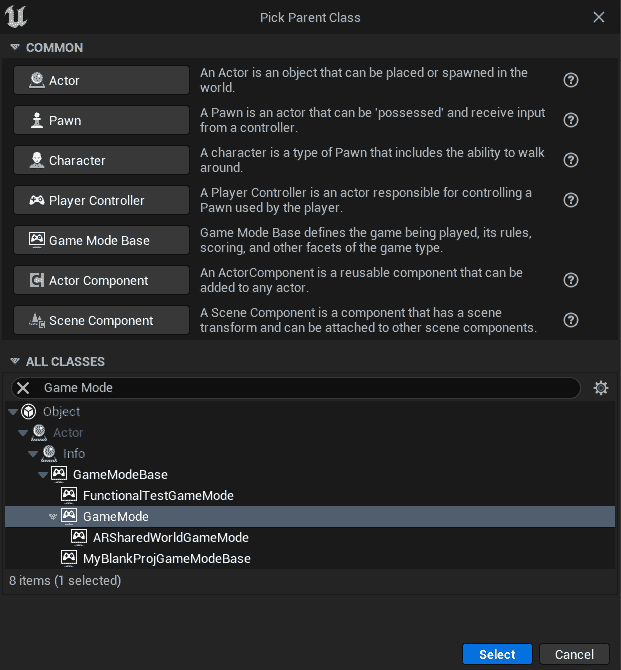 Pick Parent Class
COMMON
Actor
An Actor is an object that can be placed or spawned in the
world.
Pawn
A Pawn is an actor that can be 'possessed' and receive input
from a controller.
Character
A character is a type of Pawn that includes the ability to walk
around.
Player Controller
A Player Controller is an actor responsible for controlling a
Pawn used by the player.
Game Mode Base
Game Mode Base defines the game being played, its rules,
scoring, and other facets of the game type.
Actor Component
An ActorComponent is a reusable component that can be
added to any actor.
Scene Component
A Scene Component is a component that has a scene
transform and can be attached to other scene components.
ALL CLASSES
Game Mode
Object
Actor
Info
GameModeBase
FunctionalTestGameMode
GameMode
ARSharedWorldGameMode
MyBlankProjGameModeBase
8 items (1 selected)
Select
Cancel